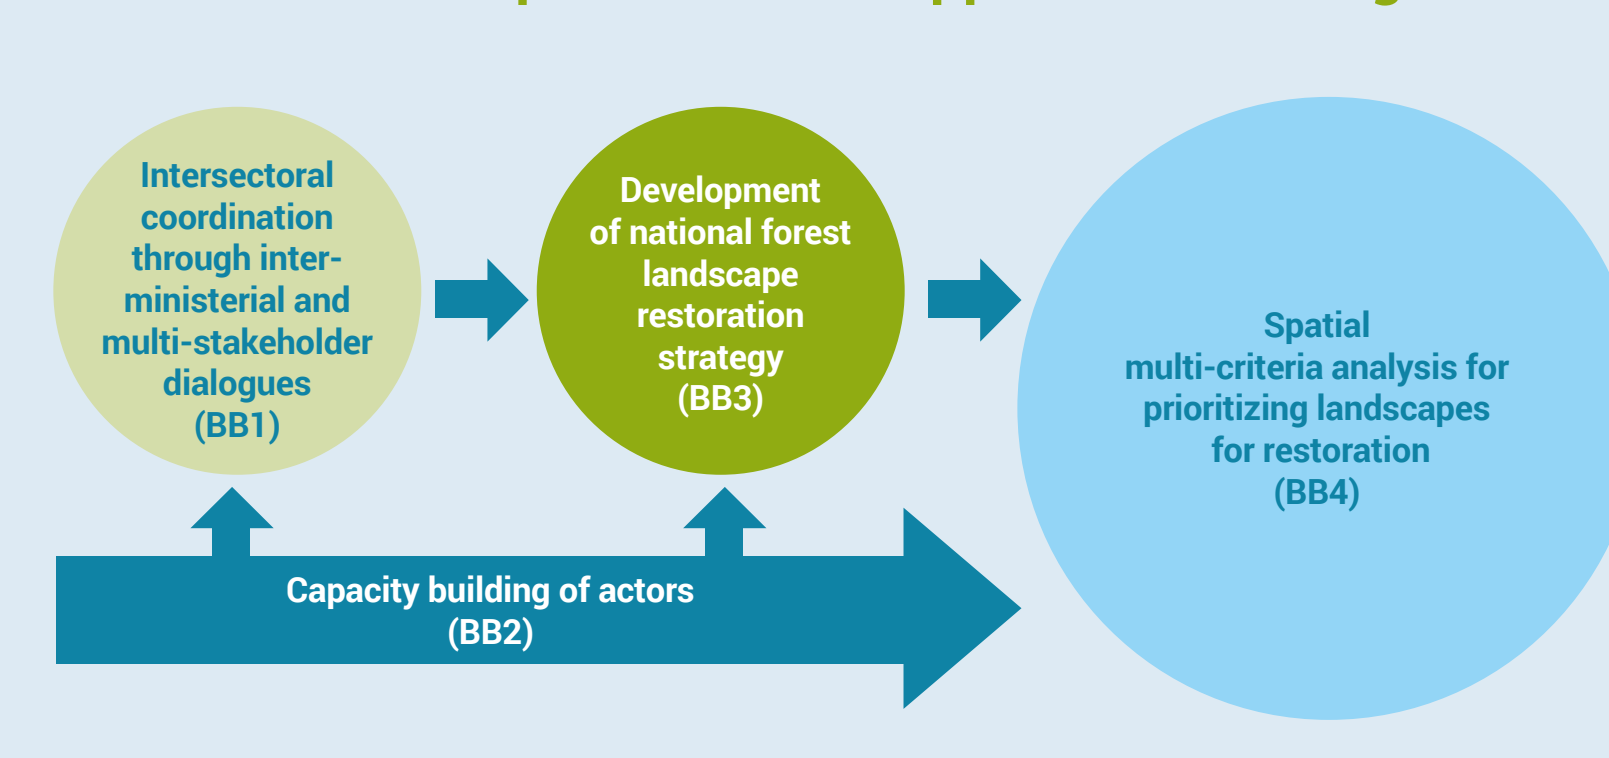 Intersectoral
coordination
through inter-
ministerial and
multi-stakeholder
dialogues
(BB1)
Development
of national forest
landscape
restoration
strategy
(BB3)
Spatial
multi-criteria analysis for
prioritizing landscapes
for restoration
(BB4)
Capacity building of actors
(BB2)